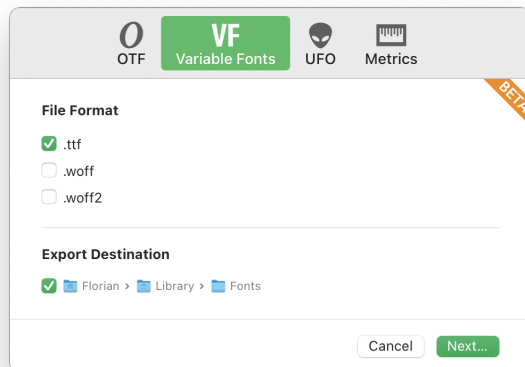 VF
OTF
Variable Fonts
UFO
Metrics
BETA
File Format
.ttf
.woff
.woff2
Export Destination
Florian › Library › Fonts
Cancel
Next...